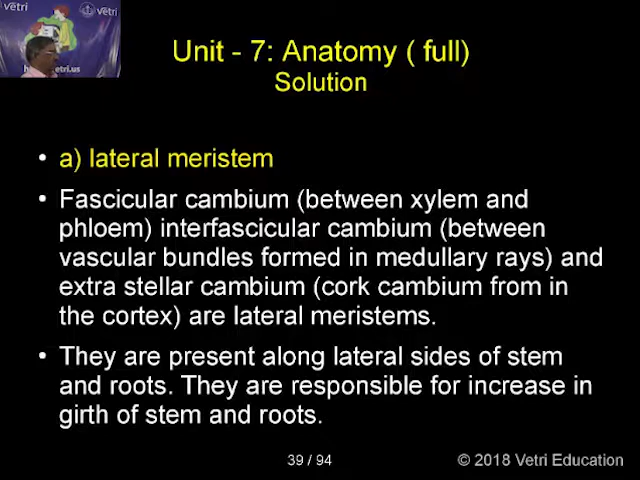 Vetri
Vetri
Unit - 7: Anatomy ( full)
Solution
• a) lateral meristem
• Fascicular cambium (between xylem and
phloem) interfascicular cambium (between
vascular bundles formed in medullary rays) and
extra stellar cambium (cork cambium from in
the cortex) are lateral meristems.
• They are present along lateral sides of stem
and roots. They are responsible for increase in
girth of stem and roots.
39 / 94
© 2018 Vetri Education